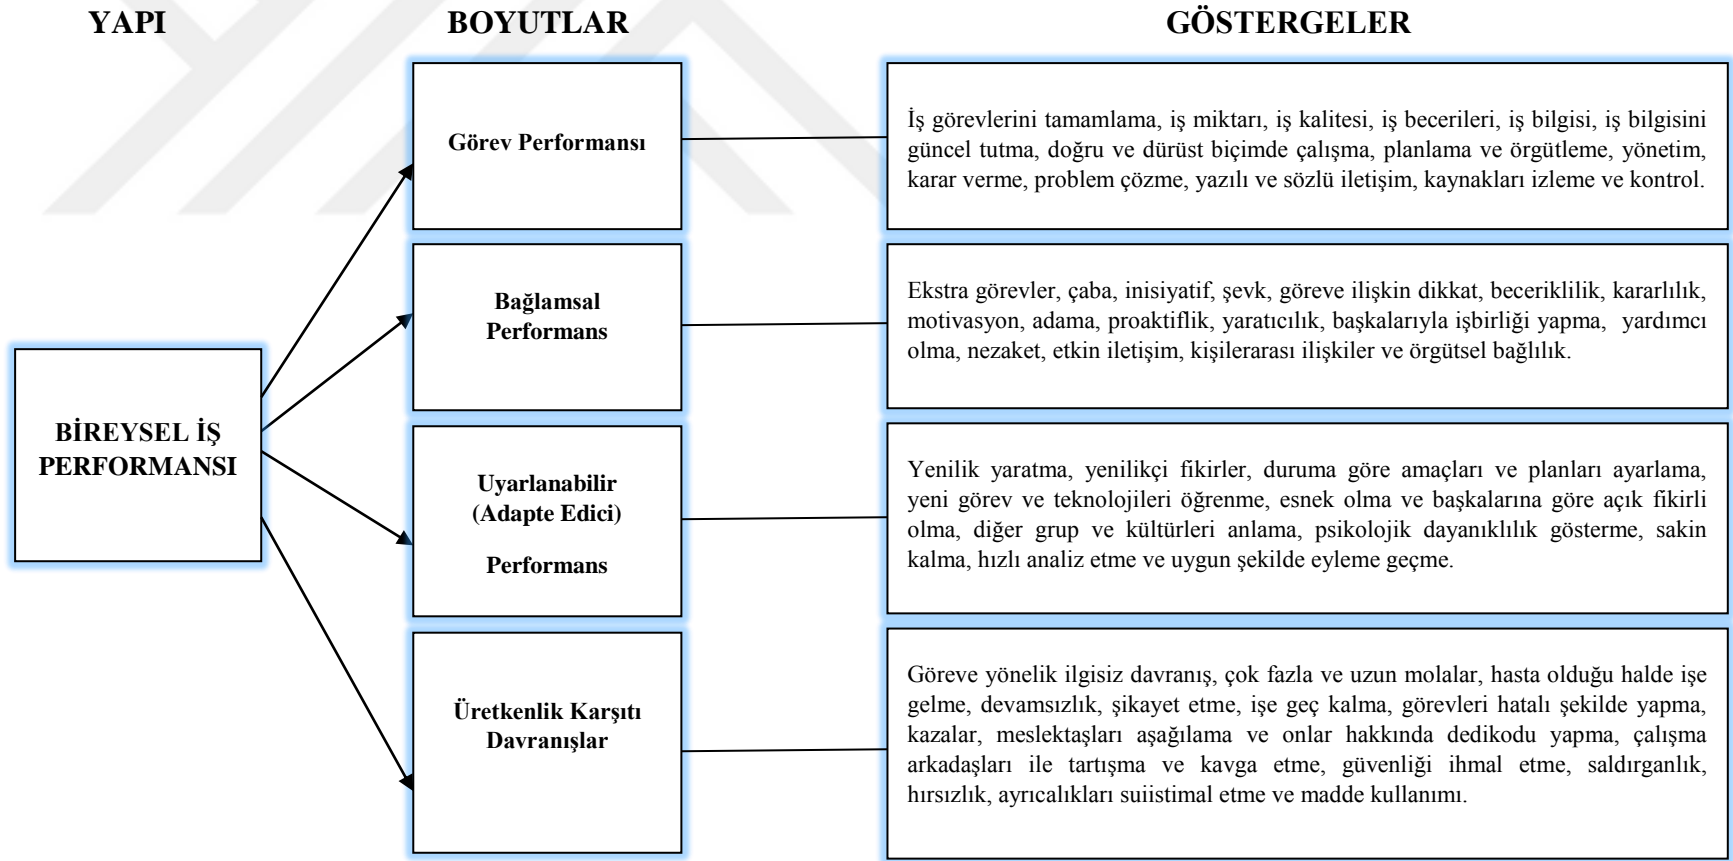 YAPI
BOYUTLAR
GÖSTERGELER
BİREYSEL İŞ
PERFORMANSI
Görev Performansı
İş görevlerini tamamlama, iş miktarı, iş kalitesi, iş becerileri, iş bilgisi, iş bilgisini
güncel tutma, doğru ve dürüst biçimde çalışma, planlama ve örgütleme, yönetim,
karar verme, problem çözme, yazılı ve sözlü iletişim, kaynakları izleme ve kontrol.
Bağlamsal
Performans
Ekstra görevler, çaba, inisiyatif, şevk, göreve ilişkin dikkat, beceriklilik, kararlılık,
motivasyon, adama, proaktiflik, yaratıcılık, başkalarıyla işbirliği yapma, yardımcı
olma, nezaket, etkin iletişim, kişilerarası ilişkiler ve örgütsel bağlılık.
Uyarlanabilir
(Adapte Edici)
Performans
Yenilik yaratma, yenilikçi fikirler, duruma göre amaçları ve planları ayarlama,
yeni görev ve teknolojileri öğrenme, esnek olma ve başkalarına göre açık fikirli
olma, diğer grup ve kültürleri anlama, psikolojik dayanıklılık gösterme, sakin
kalma, hızlı analiz etme ve uygun şekilde eyleme geçme.
Üretkenlik Karşıtı
Davranışlar
Göreve yönelik ilgisiz davranış, çok fazla ve uzun molalar, hasta olduğu halde işe
gelme, devamsızlık, şikayet etme, işe geç kalma, görevleri hatalı şekilde yapma,
kazalar, meslektaşları aşağılama ve onlar hakkında dedikodu yapma, çalışma
arkadaşları ile tartışma ve kavga etme, güvenliği ihmal etme, saldırganlık,
hırsızlık, ayrıcalıkları suiistimal etme ve madde kullanımı.